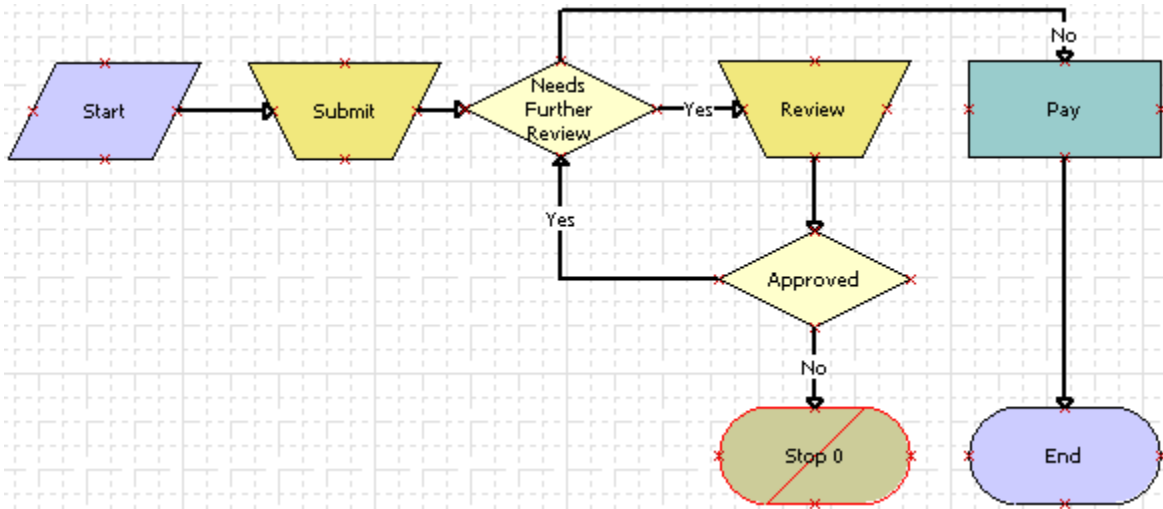 No
Start
Submit
Needs
Further
Review
Yes
Review
Pay
Yes
Approved
No
Stop 0
End